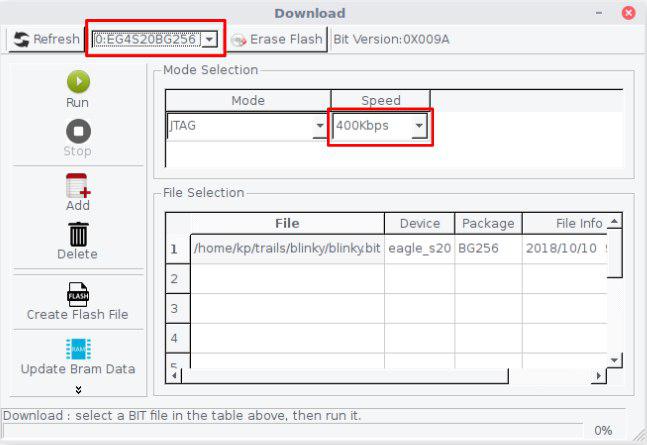 Download
Refresh 0:EG4S20BG256 Erase Flash Bit Version:0X009A
Run
Stop
Add
Delete
FLASH
Create Flash File
RAM
Update Bram Data
Mode Selection
Mode Speed
JTAG 400Kbps
File Selection
File Device Package File Info
1 /home/kp/trails/blinky/blinky.bit eagle_s20 BG256 2018/10/10
2
3
4
5
Download : select a BIT file in the table above, then run it.
0%